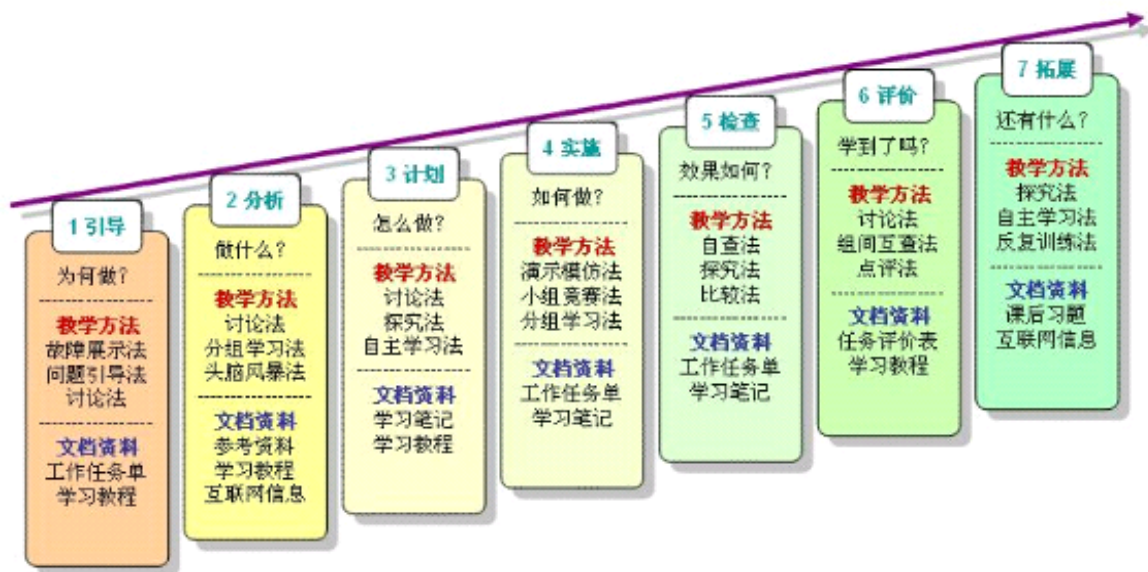 1 引导
为何做？
教学方法
故障展示法
问题引导法
讨论法
文档资料
工作任务单
学习教程
2 分析
做什么？
教学方法
讨论法
分组学习法
头脑风暴法
文档资料
参考资料
学习教程
互联网信息
3 计划
怎么做？
教学方法
讨论法
探究法
自主学习法
文档资料
学习笔记
学习教程
4 实施
如何做？
教学方法
演示模仿法
小组竞赛法
分组学习法
文档资料
工作任务单
学习笔记
5 检查
效果如何？
教学方法
自查法
探究法
比较法
文档资料
工作任务单
学习笔记
6 评价
学到了吗？
教学方法
讨论法
组间互查法
点评法
文档资料
任务评价表
学习教程
7 拓展
还有什么？
教学方法
探究法
自主学习法
反复训练法
文档资料
课后习题
互联网信息